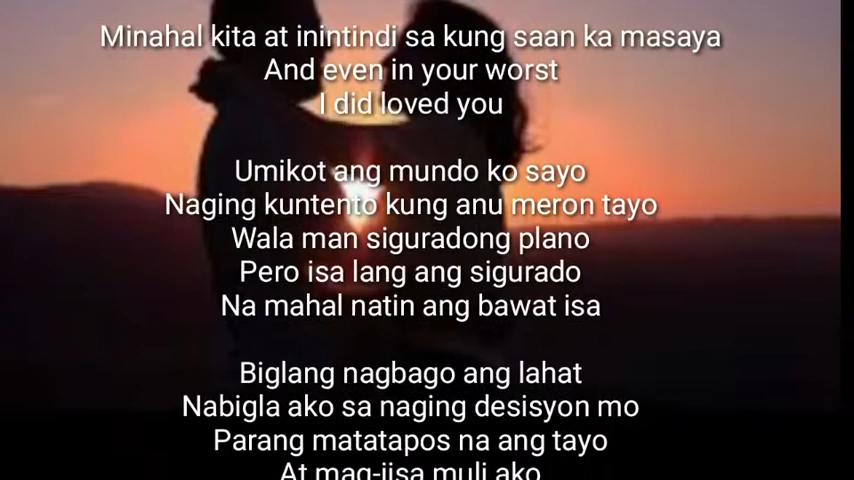 Minahal kita at inintindi sa kung saan ka masaya
And even in your worst
I did loved you
Umikot ang mundo ko sayo
Naging kuntento kung anu meron tayo
Wala man siguradong plano
Pero isa lang ang sigurado
Na mahal natin ang bawat isa
Biglang nagbago ang lahat
Nabigla ako sa naging desisyon mo
Parang matatapos na ang tayo
At mag-iisa muli ako